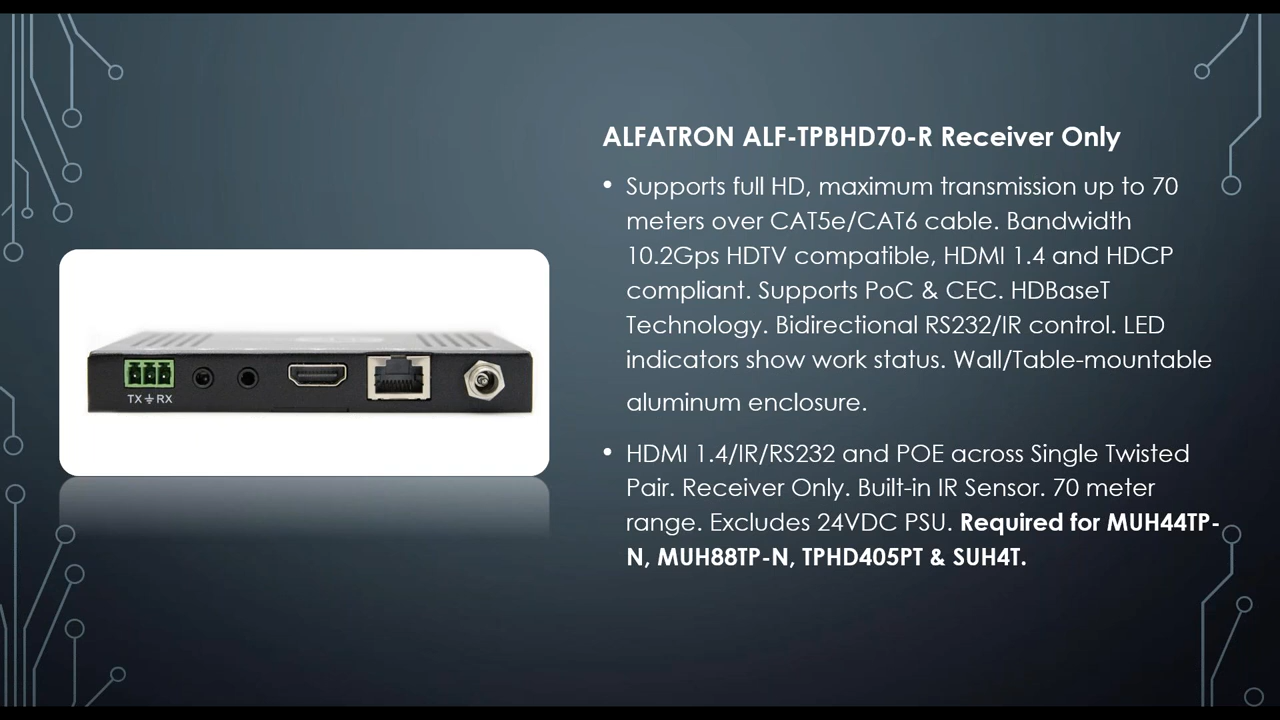 ALFATRON ALF-TPBHD70-R Receiver Only
• Supports full HD, maximum transmission up to 70
meters over CAT5e/CAT6 cable. Bandwidth
10.2Gps HDTV compatible, HDMI 1.4 and HDCP
compliant. Supports PoC & CEC. HDBaseT
Technology. Bidirectional RS232/IR control. LED
indicators show work status. Wall/Table-mountable
aluminum enclosure.
• HDMI 1.4/IR/RS232 and POE across Single Twisted
Pair. Receiver Only. Built-in IR Sensor. 70 meter
range. Excludes 24VDC PSU. Required for MUH44TP-
N, MUH88TP-N, TPHD405PT & SUH4T.
TX ⏚ RX